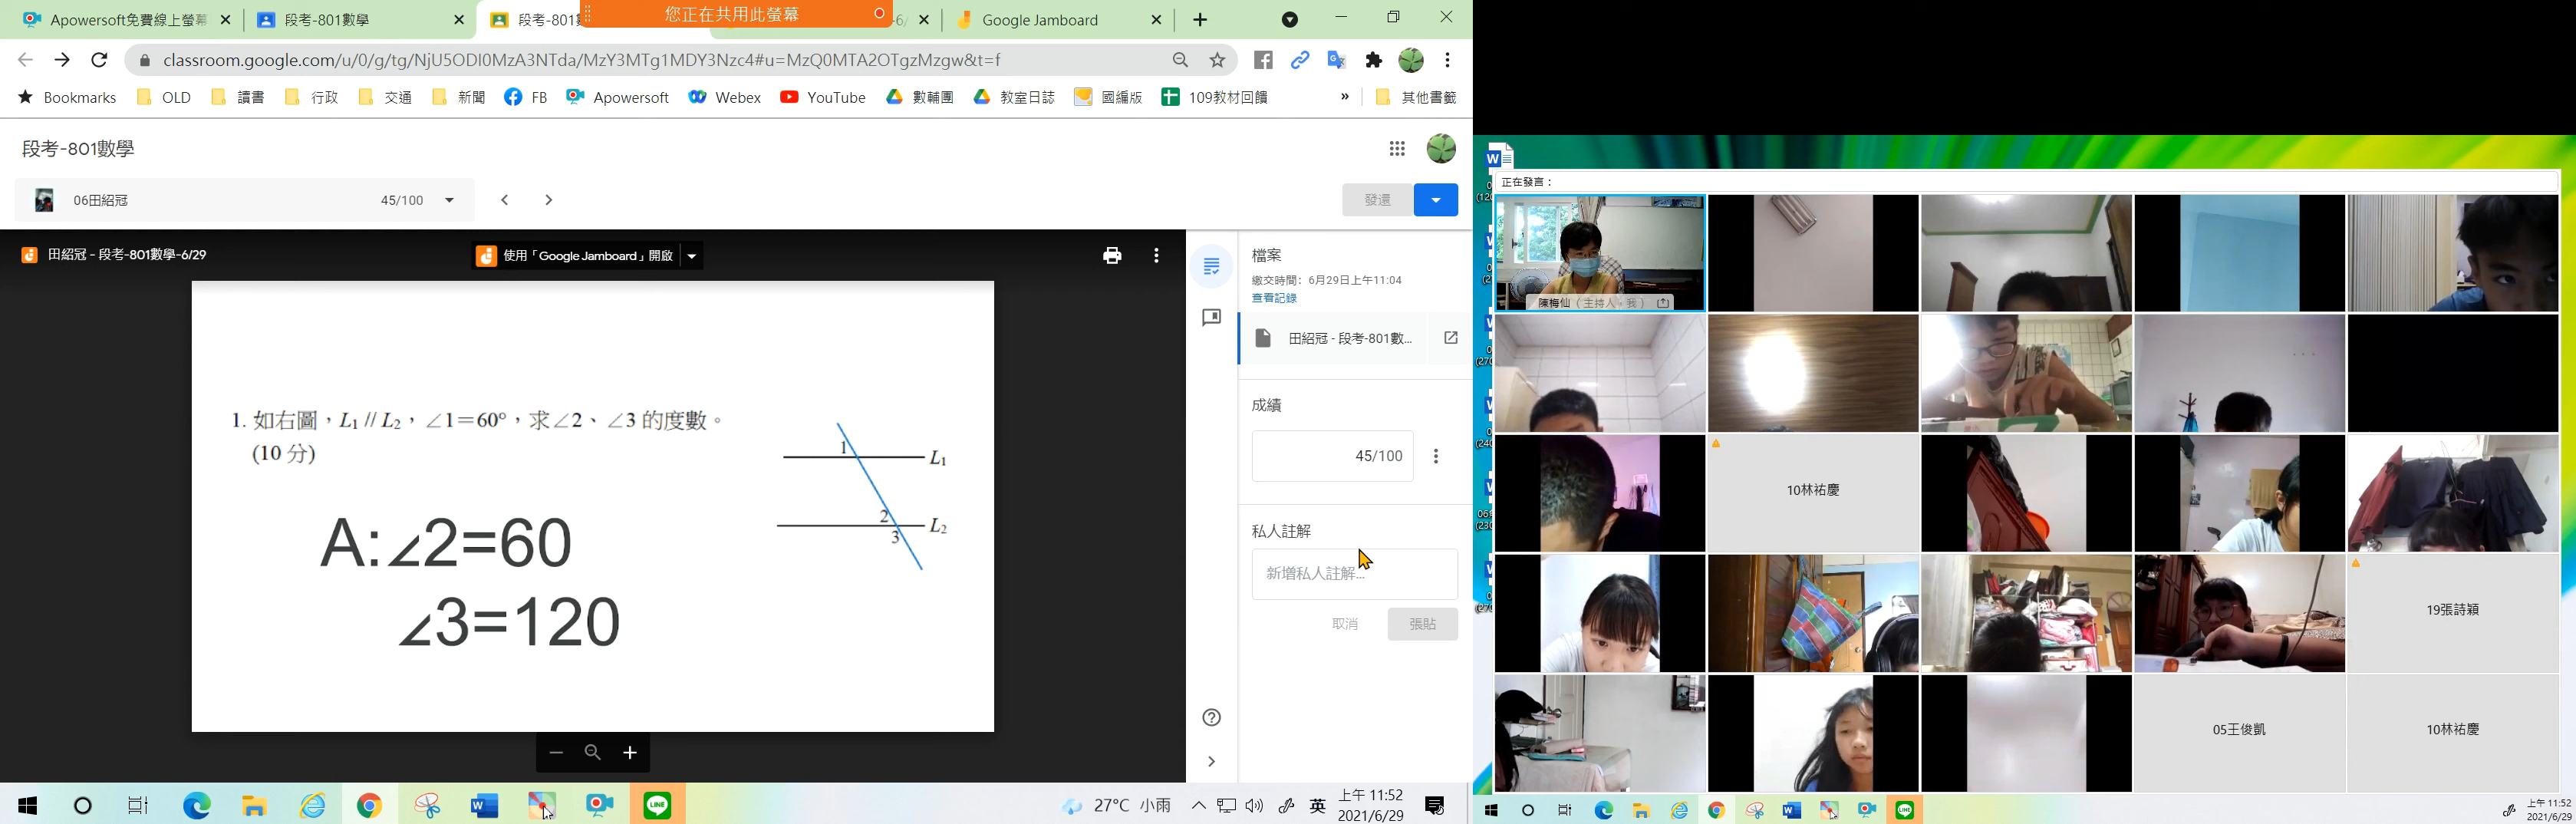 Apowersoft免費線上螢幕
段考-801數學
段考-801
您正在共用此螢幕
Google Jamboard
classroom.google.com/u/0/g/tg/NjU5ODI0MzA3NTda/MzY3MTg1MDY3Nzc4#u=MzQ0MTA2OTgzMzgw&t=f
Bookmarks OLD 讀書 行政 交通 新聞 FB Apowersoft Webex YouTube 數輔團 教室日誌 國編版 109教材回饋 » 其他書籤
段考-801數學
06田紹冠 45/100
發還
田紹冠 - 段考-801數學-6/29
使用「Google Jamboard」開啟
1. 如右圖，L₁ // L₂，∠1＝60°，求∠2、∠3 的度數。
(10 分)
A:∠2=60
∠3=120
1
L₁
2
L₂
3
檔案
繳交時間：6月29日上午11:04
查看記錄
田紹冠 - 段考-801數...
成績
45/100
私人註解
新增私人註解...
取消 張貼
27°C 小雨
英
上午 11:52
2021/6/29
正在發言：
陳梅仙（主持人，我）
10林祐慶
19張詩穎
05王俊凱
10林祐慶
上午 11:52
2021/6/29